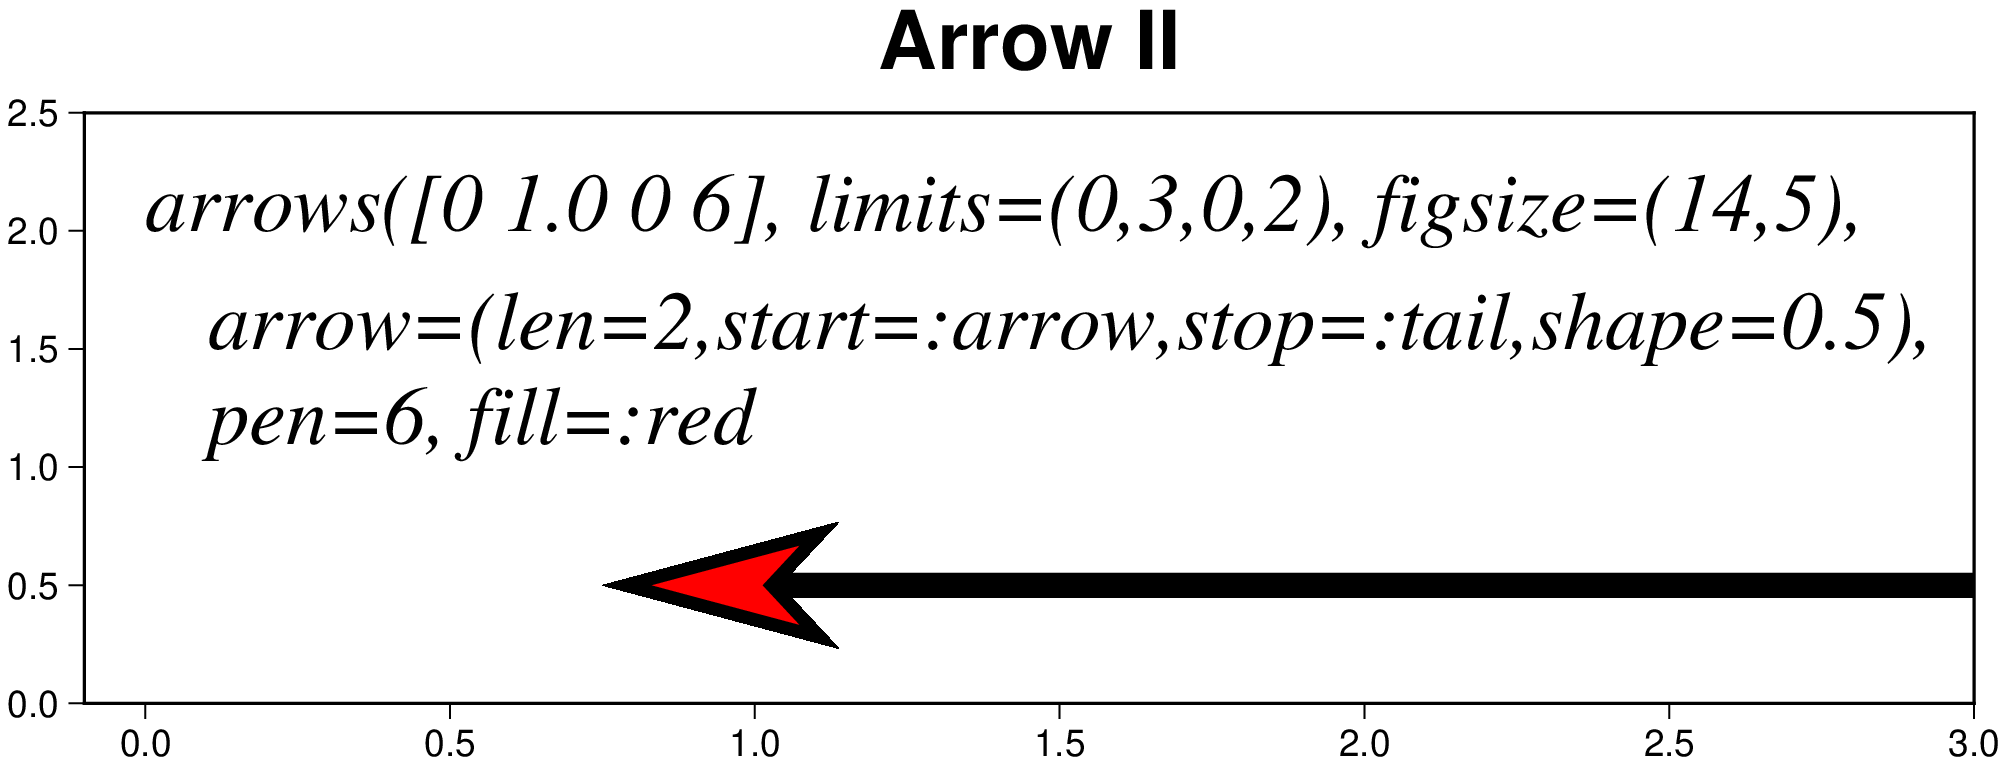 Arrow II
2.5
arrows([0 1.0 0 6], limits=(0,3,0,2), figsize=(14,5),
2.0
arrow=(len=2,start=:arrow,stop=:tail,shape=0.5),
1.5
pen=6, fill=:red
1.0
0.5
0.0
0.0 0.5 1.0 1.5 2.0 2.5 3.0